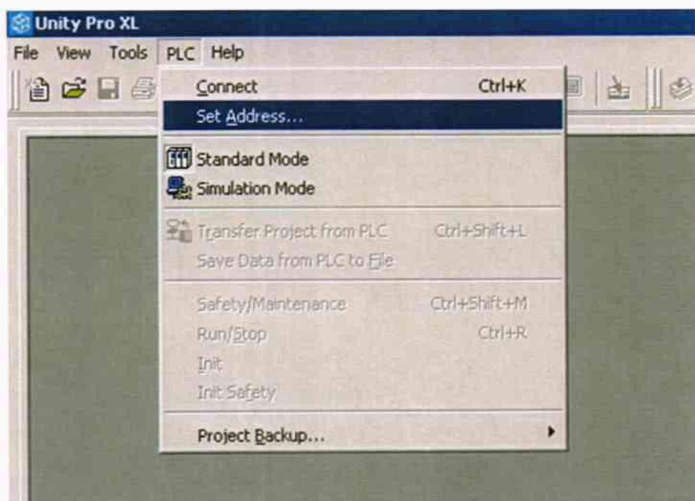 Unity Pro XL
File View Tools PLC Help
Connect Ctrl+K
Set Address...
Standard Mode
Simulation Mode
Transfer Project from PLC Ctrl+Shift+L
Save Data from PLC to File
Safety/Maintenance Ctrl+Shift+M
Run/Stop Ctrl+R
Init
Init Safety
Project Backup...